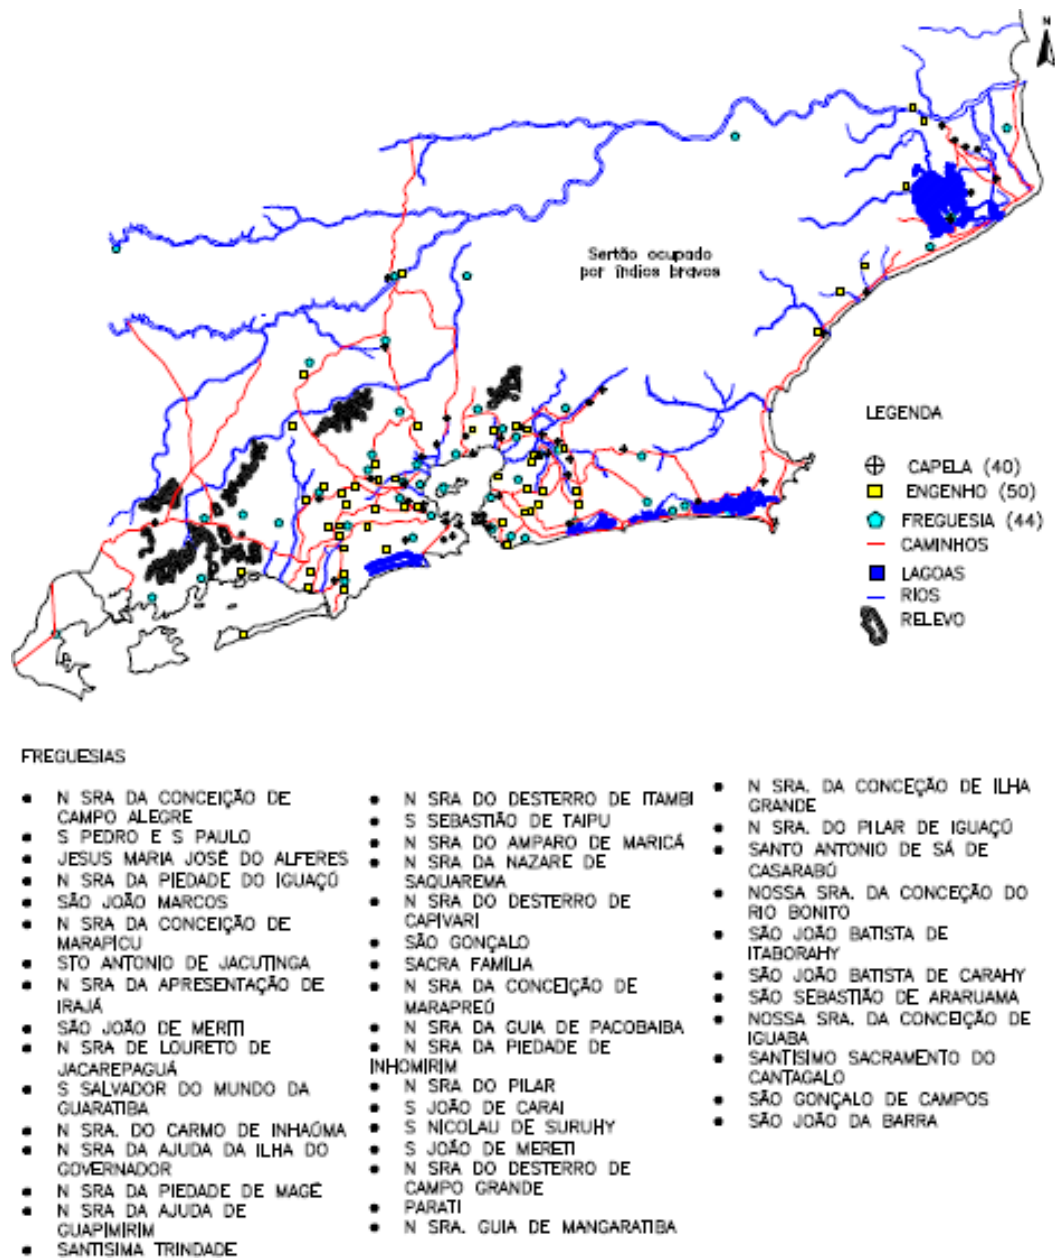 N
Sertão ocupado
por índios bravos
LEGENDA
CAPELA (40)
ENGENHO (50)
FREGUESIA (44)
CAMINHOS
LAGOAS
RIOS
RELEVO
FREGUESIAS
N SRA DA CONCEIÇÃO DE
CAMPO ALEGRE
S PEDRO E S PAULO
JESUS MARIA JOSÉ DO ALFERES
N SRA DA PIEDADE DO IGUAÇÚ
SÃO JOÃO MARCOS
N SRA DA CONCEIÇÃO DE
MARAPICU
STO ANTONIO DE JACUTINGA
N SRA DA APRESENTAÇÃO DE
IRAJÁ
SÃO JOÃO DE MERITI
N SRA DE LOURETO DE
JACAREPAGUÁ
S SALVADOR DO MUNDO DA
GUARATIBA
N SRA. DO CARMO DE INHAÚMA
N SRA DA AJUDA DA ILHA DO
GOVERNADOR
N SRA DA PIEDADE DE MAGÉ
N SRA DA AJUDA DE
GUAPIMIRIM
SANTISIMA TRINDADE
N SRA DO DESTERRO DE ITAMBI
S SEBASTIÃO DE TAIPU
N SRA DO AMPARO DE MARICÁ
N SRA DA NAZARE DE
SAQUAREMA
N SRA DO DESTERRO DE
CAPIVARI
SÃO GONÇALO
SACRA FAMÍLIA
N SRA DA CONCEIÇÃO DE
MARAPREÚ
N SRA DA GUIA DE PACOBAIBA
N SRA DA PIEDADE DE
INHOMIRIM
N SRA DO PILAR
S JOÃO DE CARAI
S NICOLAU DE SURUHY
S JOÃO DE MERETI
N SRA DO DESTERRO DE
CAMPO GRANDE
PARATI
N SRA. GUIA DE MANGARATIBA
N SRA. DA CONCEÇÃO DE ILHA
GRANDE
N SRA. DO PILAR DE IGUAÇÚ
SANTO ANTONIO DE SÁ DE
CASARABÚ
NOSSA SRA. DA CONCEÇÃO DO
RIO BONITO
SÃO JOÃO BATISTA DE
ITABORAHY
SÃO JOÃO BATISTA DE CARAHY
SÃO SEBASTIÃO DE ARARUAMA
NOSSA SRA. DA CONCEIÇÃO DE
IGUABA
SANTISIMO SACRAMENTO DO
CANTAGALO
SÃO GONÇALO DE CAMPOS
SÃO JOÃO DA BARRA